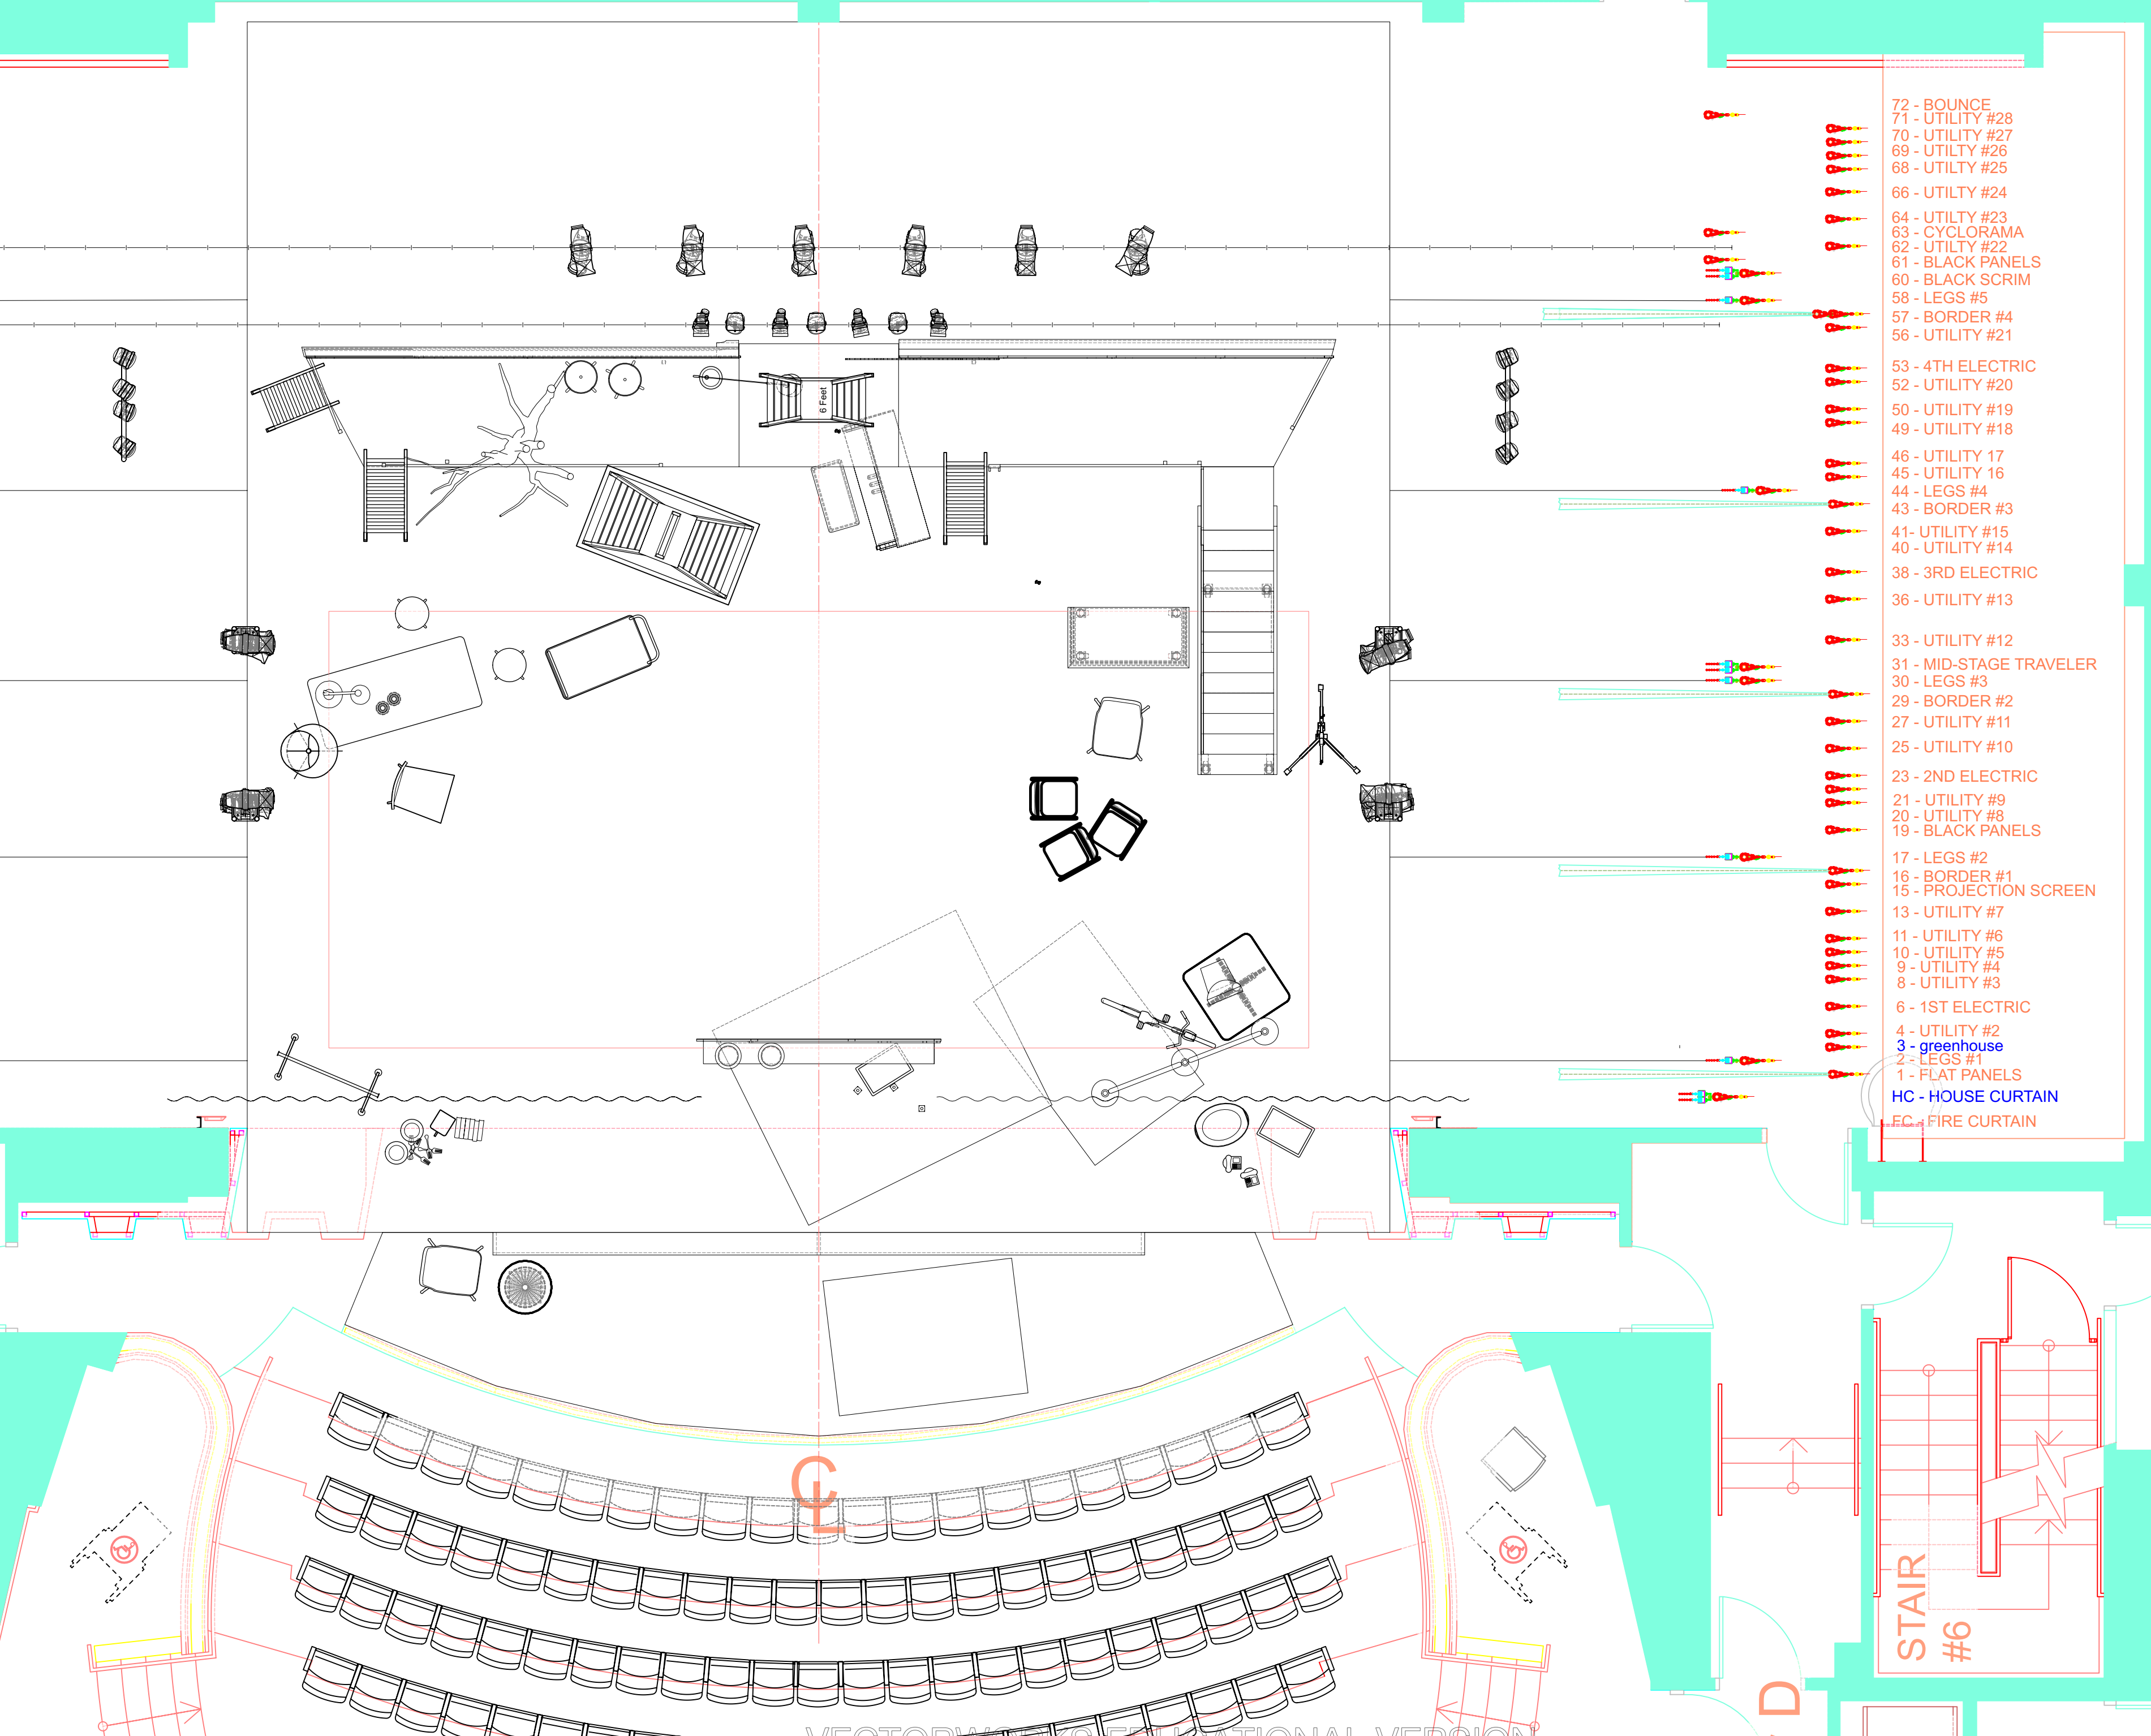 72 - BOUNCE
71 - UTILITY #28
70 - UTILITY #27
69 - UTILTY #26
68 - UTILTY #25
66 - UTILTY #24
64 - UTILTY #23
63 - CYCLORAMA
62 - UTILTY #22
61 - BLACK PANELS
60 - BLACK SCRIM
58 - LEGS #5
57 - BORDER #4
56 - UTILITY #21
53 - 4TH ELECTRIC
52 - UTILITY #20
6 Feet
50 - UTILITY #19
49 - UTILITY #18
46 - UTILITY 17
45 - UTILITY 16
44 - LEGS #4
43 - BORDER #3
41- UTILITY #15
40 - UTILITY #14
38 - 3RD ELECTRIC
36 - UTILITY #13
33 - UTILITY #12
31 - MID-STAGE TRAVELER
30 - LEGS #3
29 - BORDER #2
27 - UTILITY #11
25 - UTILITY #10
23 - 2ND ELECTRIC
21 - UTILITY #9
20 - UTILITY #8
19 - BLACK PANELS
17 - LEGS #2
16 - BORDER #1
15 - PROJECTION SCREEN
13 - UTILITY #7
11 - UTILITY #6
10 - UTILITY #5
9 - UTILITY #4
8 - UTILITY #3
6 - 1ST ELECTRIC
4 - UTILITY #2
3 - greenhouse
2 - LEGS #1
1 - FLAT PANELS
HC - HOUSE CURTAIN
FC - FIRE CURTAIN
CL
STAIR
#6
D
VECTORWORKS EDUCATIONAL VERSION